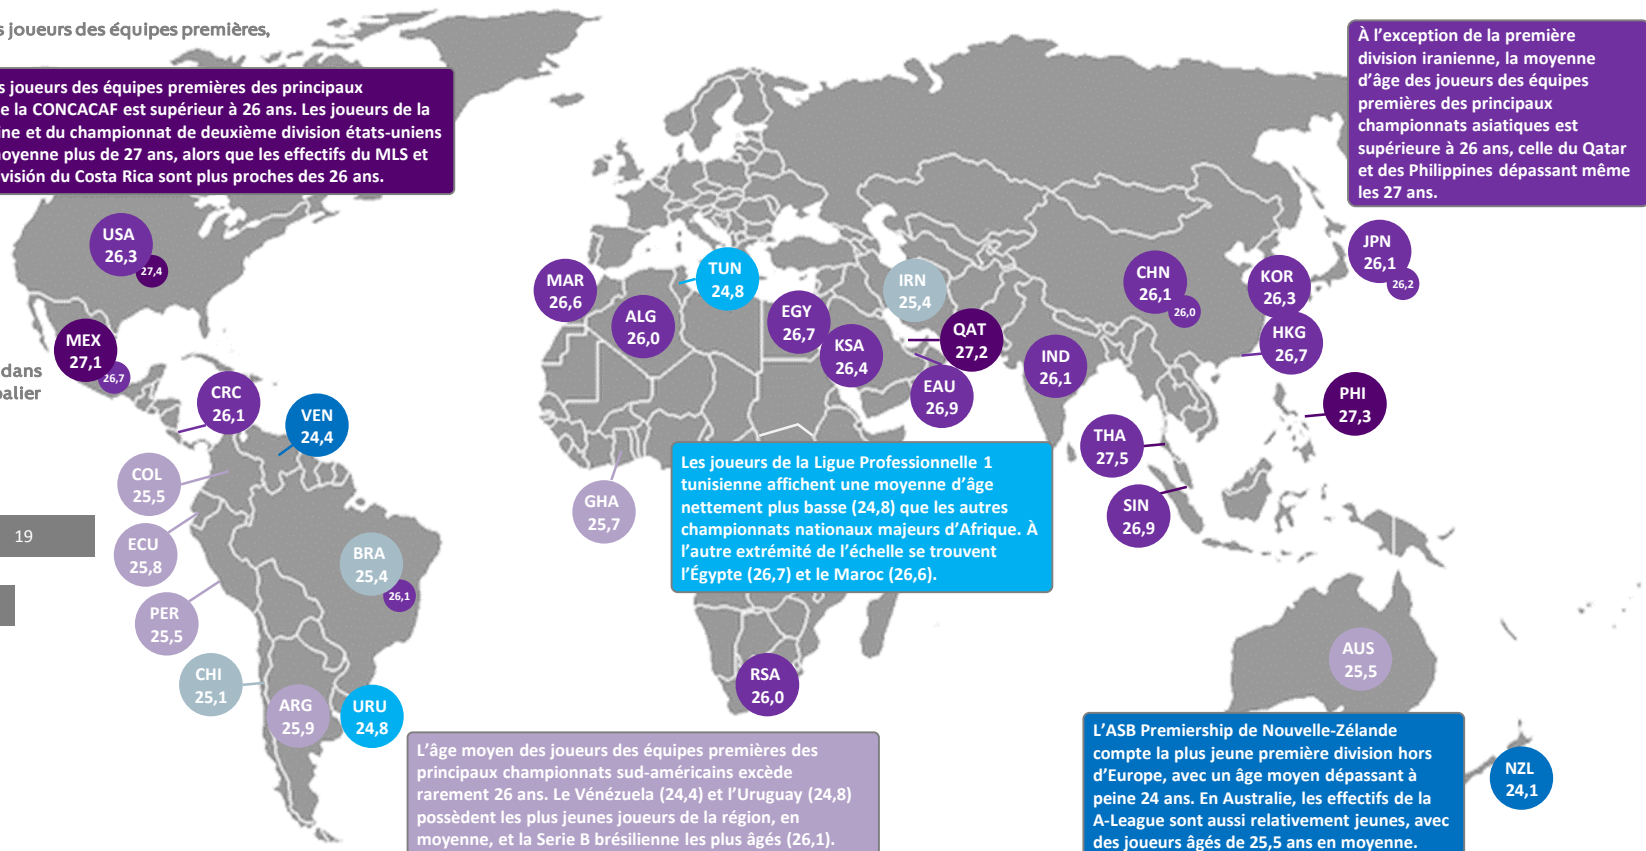 s joueurs des équipes premières,
s joueurs des équipes premières des principaux
e la CONCACAF est supérieur à 26 ans. Les joueurs de la
ine et du championnat de deuxième division états-uniens
noyenne plus de 27 ans, alors que les effectifs du MLS et
visión du Costa Rica sont plus proches des 26 ans.
À l’exception de la première
division iranienne, la moyenne
d’âge des joueurs des équipes
premières des principaux
championnats asiatiques est
supérieure à 26 ans, celle du Qatar
et des Philippines dépassant même
les 27 ans.
USA
26,3
27,4
MEX
27,1
26,7
dans
palier
CRC
26,1
VEN
24,4
COL
25,5
19
ECU
25,8
BRA
25,4
26,1
PER
25,5
CHI
25,1
ARG
25,9
URU
24,8
MAR
26,6
TUN
24,8
ALG
26,0
EGY
26,7
KSA
26,4
IRN
25,4
QAT
27,2
EAU
26,9
IND
26,1
CHN
26,1
26,0
KOR
26,3
JPN
26,1
26,2
HKG
26,7
PHI
27,3
THA
27,5
SIN
26,9
GHA
25,7
Les joueurs de la Ligue Professionnelle 1
tunisienne affichent une moyenne d’âge
nettement plus basse (24,8) que les autres
championnats nationaux majeurs d’Afrique. À
l’autre extrémité de l’échelle se trouvent
l’Égypte (26,7) et le Maroc (26,6).
RSA
26,0
AUS
25,5
L’âge moyen des joueurs des équipes premières des
principaux championnats sud-américains excède
rarement 26 ans. Le Vénézuela (24,4) et l’Uruguay (24,8)
possèdent les plus jeunes joueurs de la région, en
moyenne, et la Serie B brésilienne les plus âgés (26,1).
L’ASB Premiership de Nouvelle-Zélande
compte la plus jeune première division hors
d’Europe, avec un âge moyen dépassant à
peine 24 ans. En Australie, les effectifs de la
A-League sont aussi relativement jeunes, avec
des joueurs âgés de 25,5 ans en moyenne.
NZL
24,1